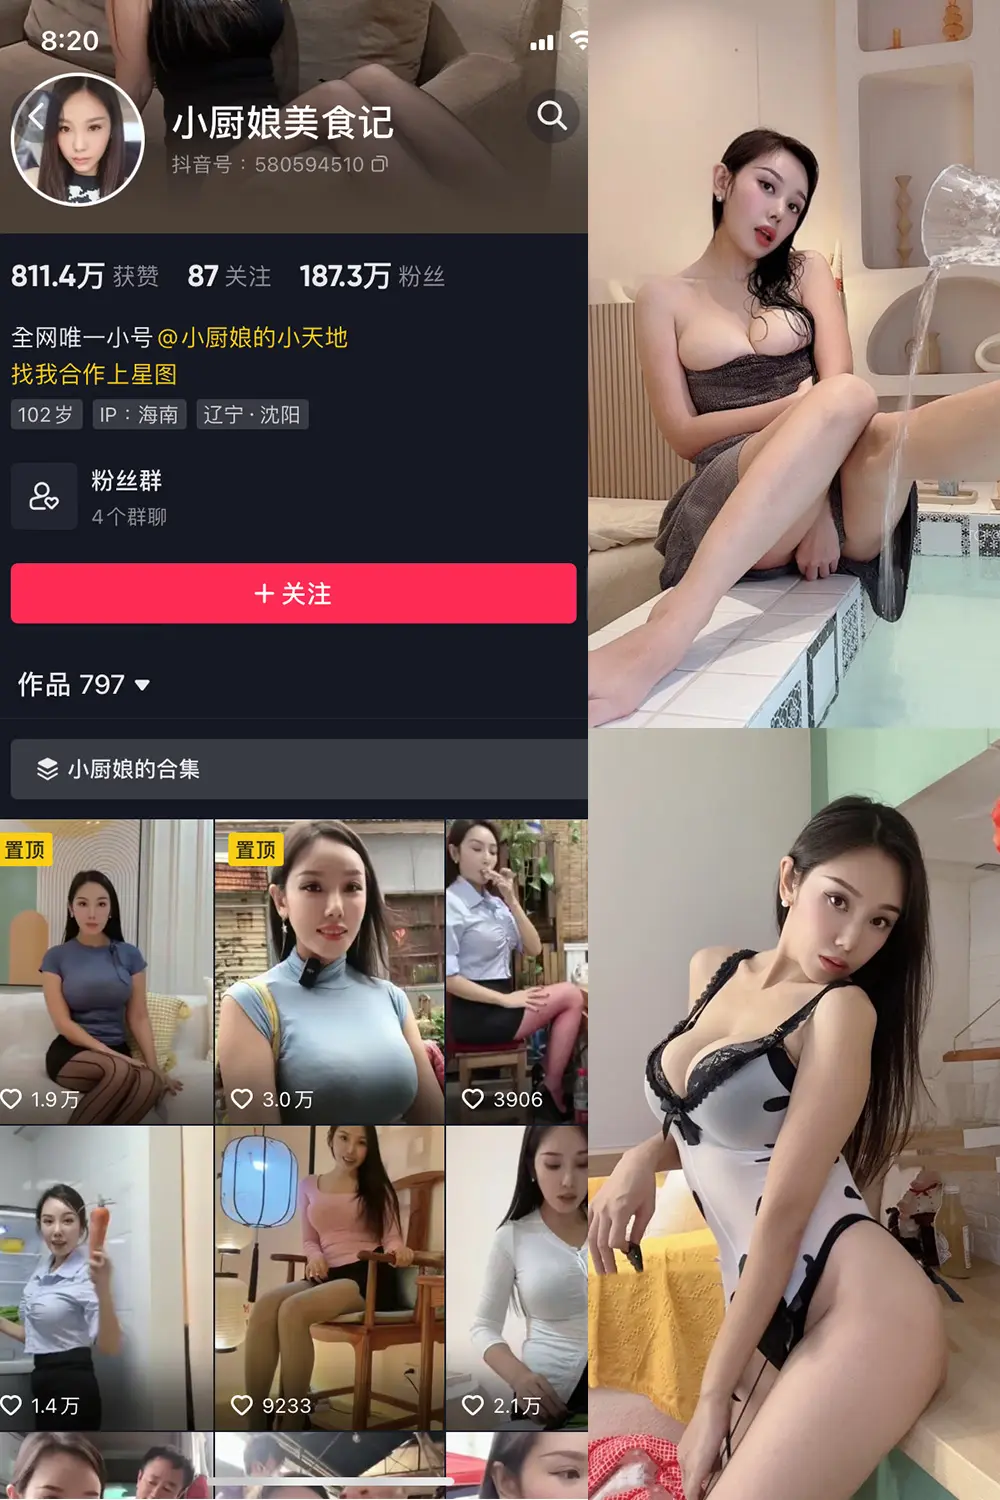 8:20
小厨娘美食记
抖音号：580594510
811.4万 获赞 87 关注 187.3万 粉丝
全网唯一小号@小厨娘的小天地
找我合作上星图
102岁 IP：海南 辽宁·沈阳
粉丝群
4个群聊
+ 关注
作品 797
小厨娘的合集
置顶 置顶
1.9万 3.0万 3906
1.4万 9233 2.1万